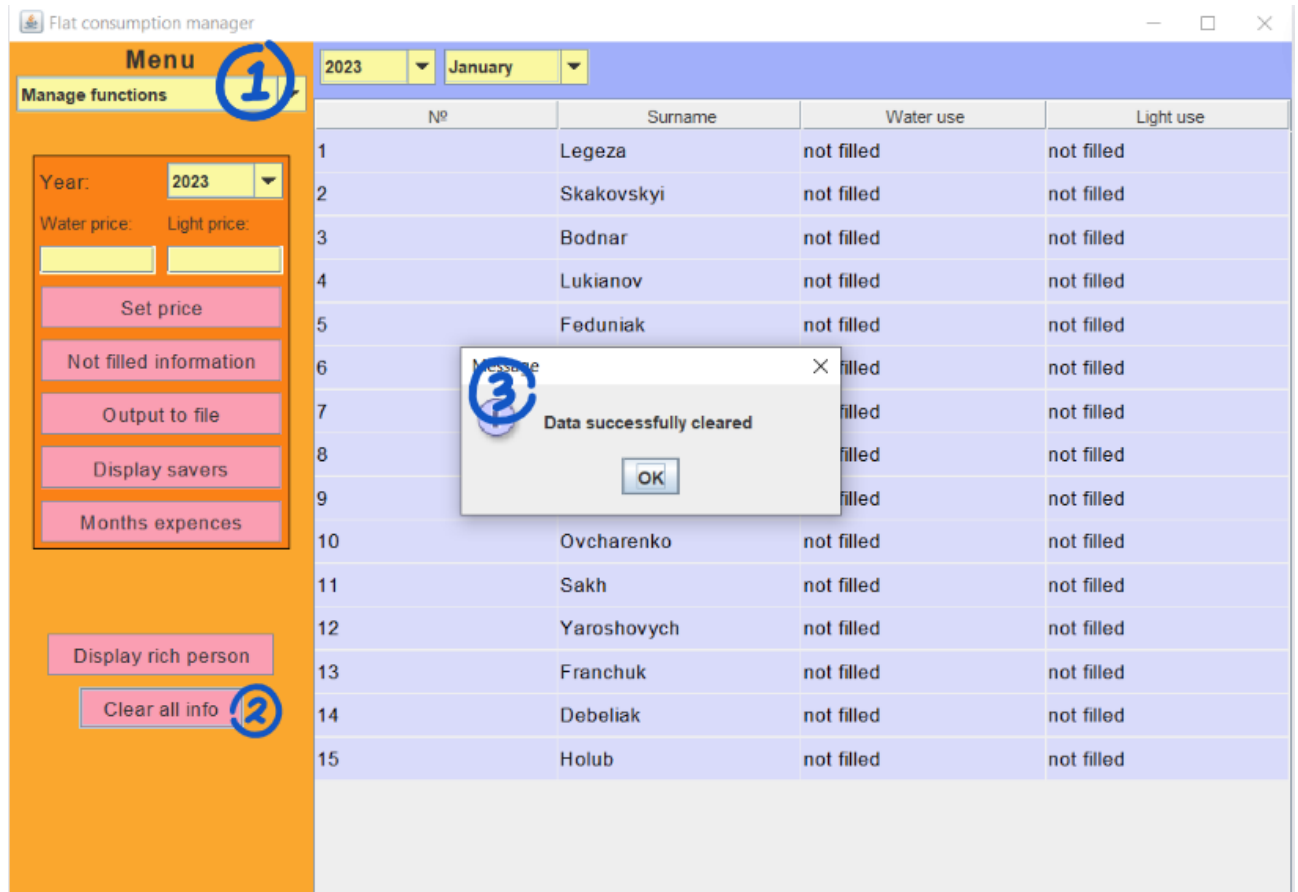 Flat consumption manager
Menu
1
Manage functions
2023 January
Nº Surname Water use Light use
1 Legeza not filled not filled
2 Skakovskyi not filled not filled
3 Bodnar not filled not filled
4 Lukianov not filled not filled
5 Feduniak not filled not filled
6 filled not filled
7 filled not filled
8 filled not filled
9 filled not filled
10 Ovcharenko not filled not filled
11 Sakh not filled not filled
12 Yaroshovych not filled not filled
13 Franchuk not filled not filled
14 Debeliak not filled not filled
15 Holub not filled not filled
Year: 2023
Water price: Light price:
Set price
Not filled information
Output to file
Display savers
Months expences
Display rich person
Clear all info 2
Message
3
Data successfully cleared
OK